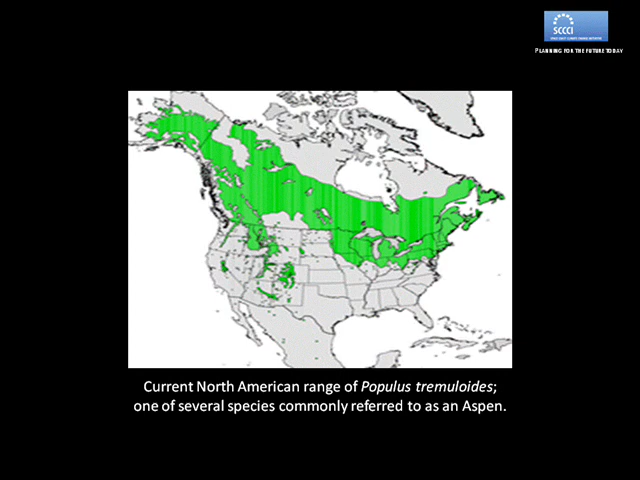 SCCCI
PLANNING FOR THE FUTURE TODAY
Current North American range of Populus tremuloides;
one of several species commonly referred to as an Aspen.